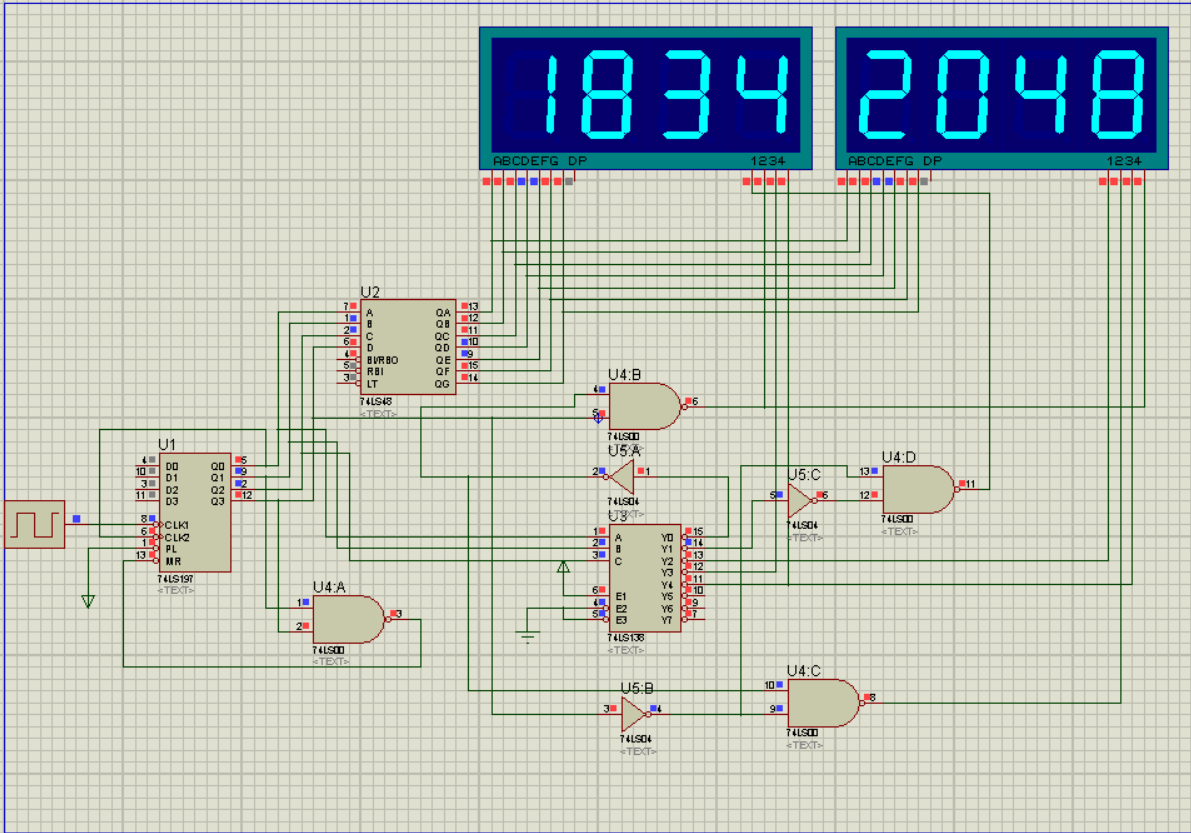 1834 2048
ABCDEFG DP 1234 ABCDEFG DP 1234
U2
7 A QA 13
1 B QB 12
2 C QC 11
6 D QD 10
4 BI/RBO QE 9
5 RBI QF 15
3 LT QG 14
74LS48
<TEXT>
U4:B
4
5 6
74LS00
<TEXT>
U5:A
2 1
74LS04
<TEXT>
U1
4 D0 Q0 5
10 D1 Q1 9
3 D2 Q2 2
11 D3 Q3 12
8 CLK1
6 CLK2
1 PL
13 MR
74LS197
<TEXT>
U5:C
5 6
74LS04
<TEXT>
U4:D
13
12 11
74LS00
<TEXT>
U3
1 A Y0 15
2 B Y1 14
3 C Y2 13
Y3 12
Y4 11
6 E1 Y5 10
4 E2 Y6 9
5 E3 Y7 7
74LS138
<TEXT>
U4:A
1
2 3
74LS00
<TEXT>
U5:B
3 4
74LS04
<TEXT>
U4:C
10
9 8
74LS00
<TEXT>